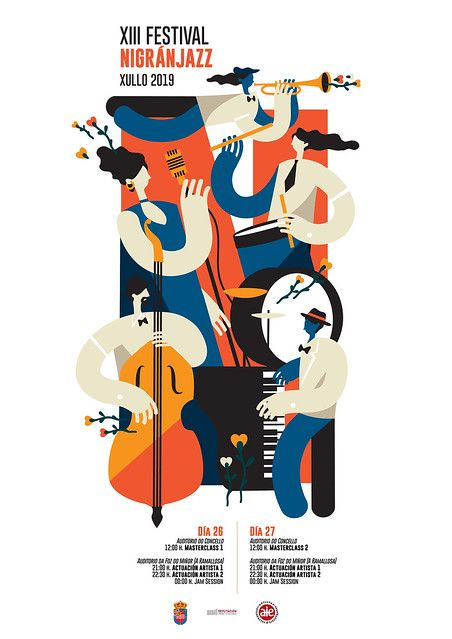 XIII FESTIVAL
NIGRÁNJAZZ
XULLO 2019
DÍA 26
AUDITORIO DO CONCELLO
12:00 H. MASTERCLASS 1
AUDITORIO DA FOZ DO MIÑOR (A RAMALLOSA)
21:00 H. ACTUACIÓN ARTISTA 1
22:30 H. ACTUACIÓN ARTISTA 2
00:00 H. JAM SESSION
DÍA 27
AUDITORIO DO CONCELLO
12:00 H. MASTERCLASS 2
AUDITORIO DA FOZ DO MIÑOR (A RAMALLOSA)
21:00 H. ACTUACIÓN ARTISTA 1
22:30 H. ACTUACIÓN ARTISTA 2
00:00 H. JAM SESSION
DEPUTACIÓN
aie